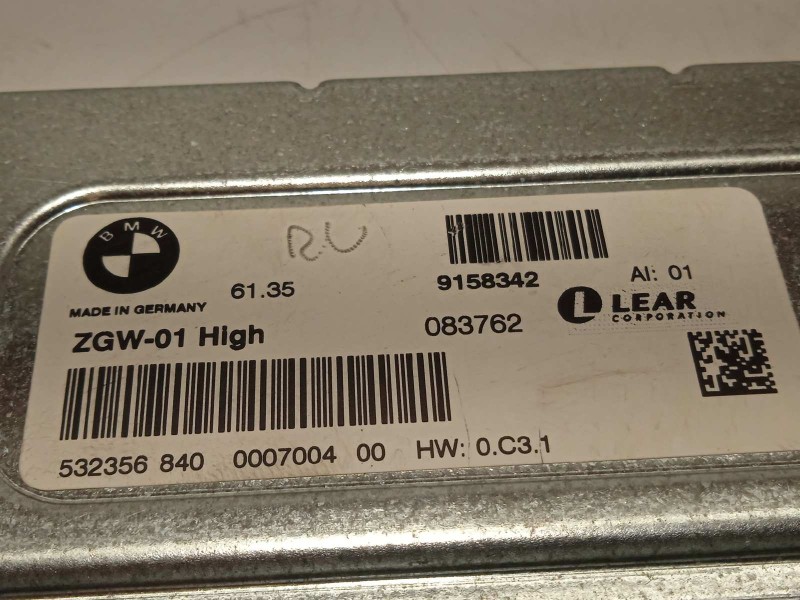 BMW
R.U
61.35
9158342
AI: 01
MADE IN GERMANY
LEAR
CORPORATION
ZGW-01 High
083762
532356 840 0007004 00 HW: 0.C3.1